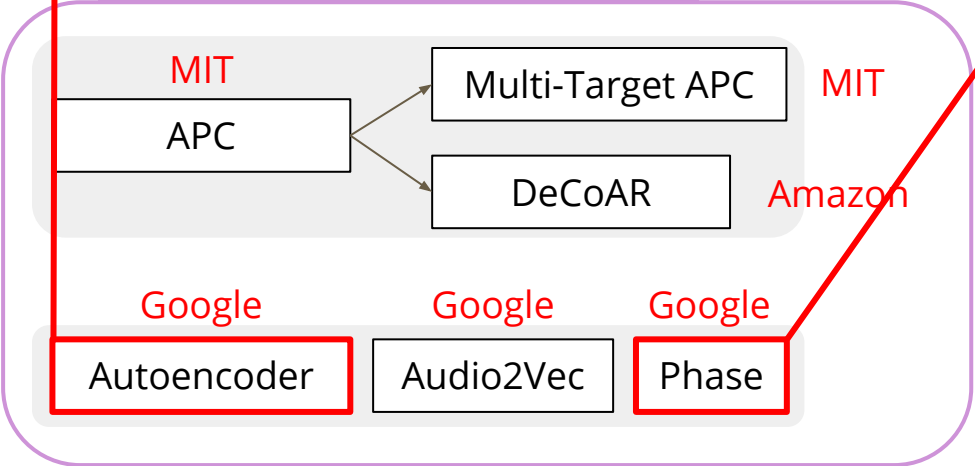 MIT
APC
Multi-Target APC
MIT
DeCoAR
Amazon
Google
Google
Google
Autoencoder
Audio2Vec
Phase